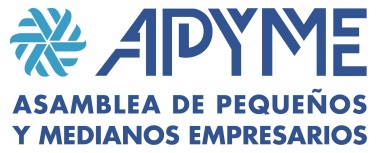 APYME
ASAMBLEA DE PEQUEÑOS
Y MEDIANOS EMPRESARIOS